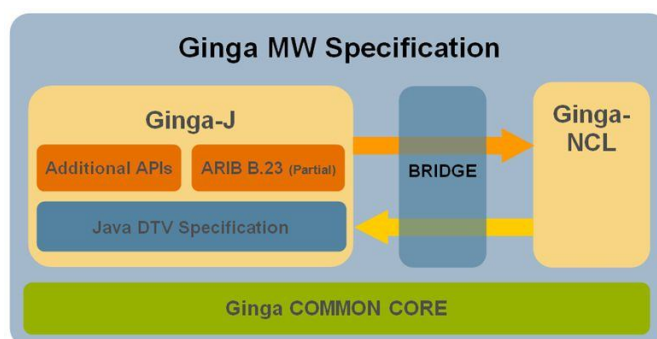 Ginga MW Specification
Ginga-J
Additional APIs
ARIB B.23 (Partial)
Java DTV Specification
BRIDGE
Ginga-
NCL
Ginga COMMON CORE